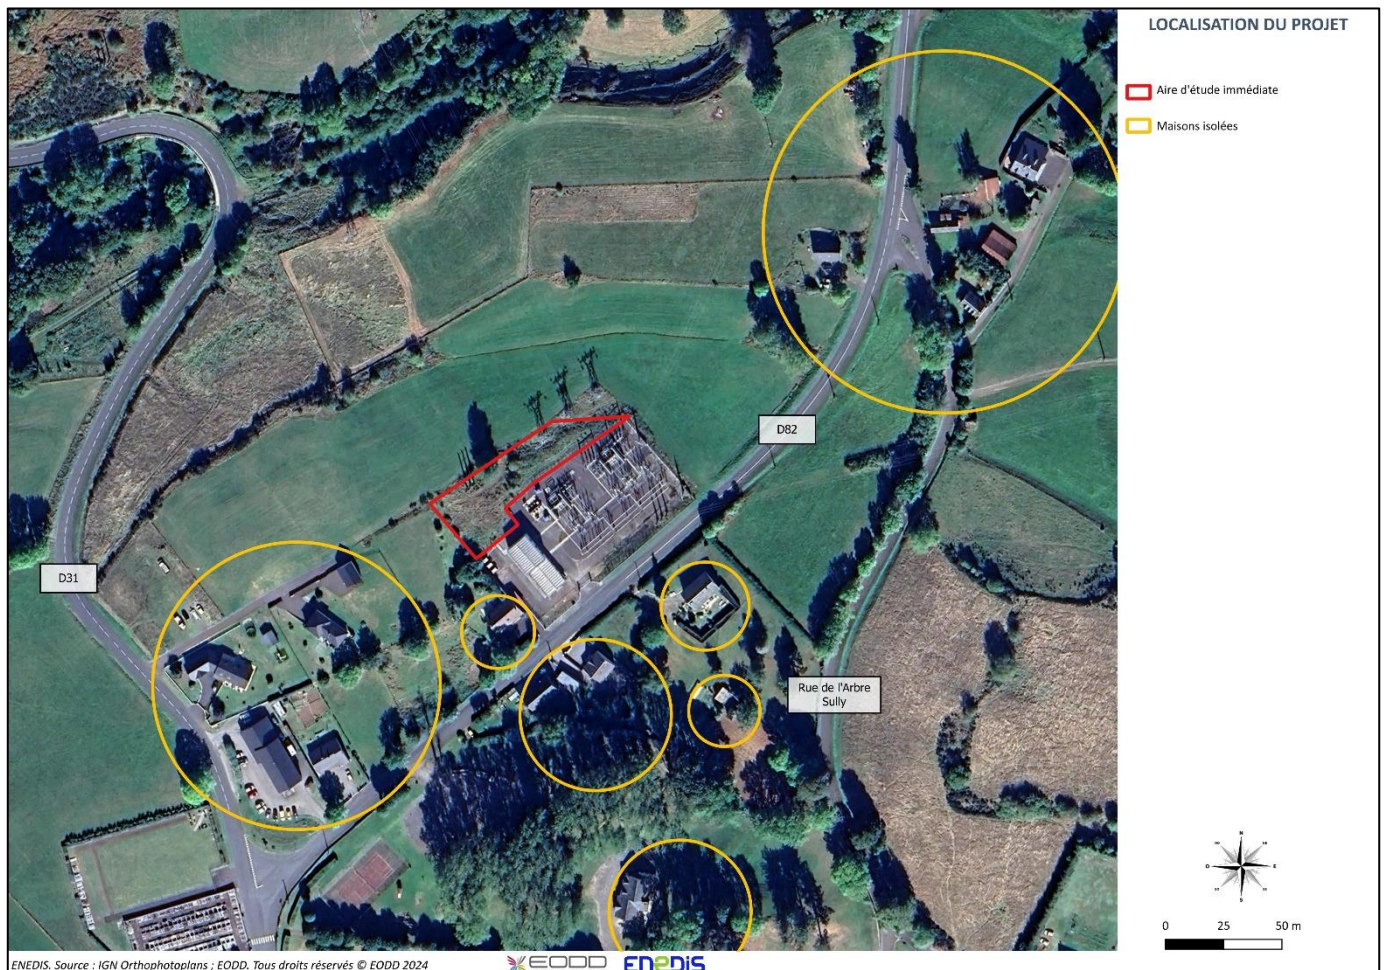 LOCALISATION DU PROJET
Aire d'étude immédiate
Maisons isolées
D82
D31
Rue de l'Arbre
Sully
N
O
E
S
0 25 50 m
ENEDIS. Source : IGN Orthophotoplans ; EODD. Tous droits réservés © EODD 2024
EODD
ENEDIS